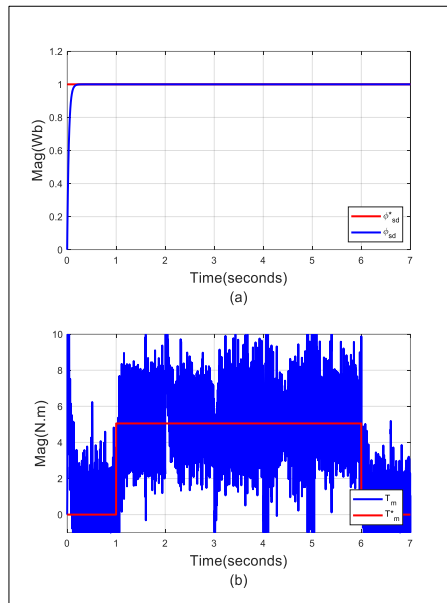 1.2
1
0.8
0.6
0.4
0.2
0
Mag(Wb)
ϕ*sd
ϕsd
0 1 2 3 4 5 6 7
Time(seconds)
(a)
10
8
6
4
2
0
Mag(N.m)
Tm
T*m
0 1 2 3 4 5 6 7
Time(seconds)
(b)